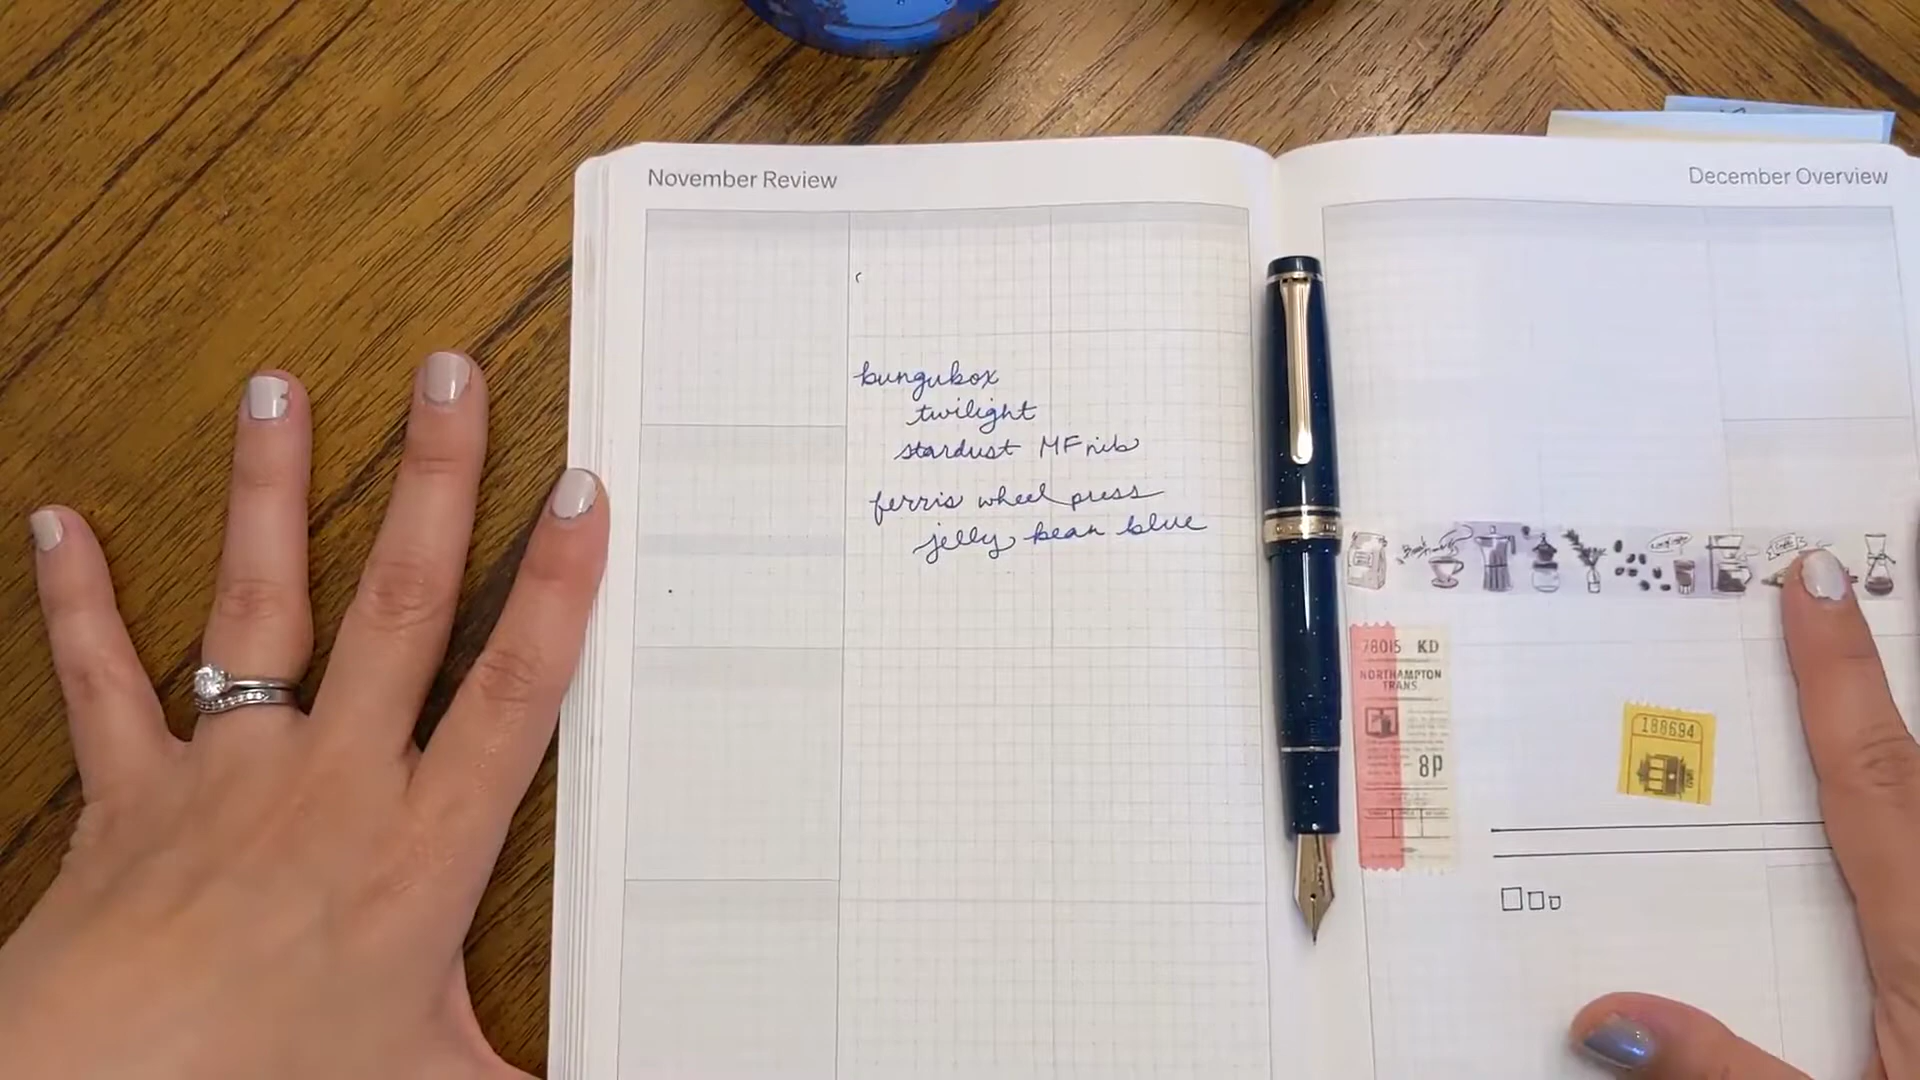 November Review
bungubox
twilight
stardust MF nib
ferris wheel press
jelly bean blue
December Overview
78015 KD
NORTHAMPTON
TRANS.
8p
188694